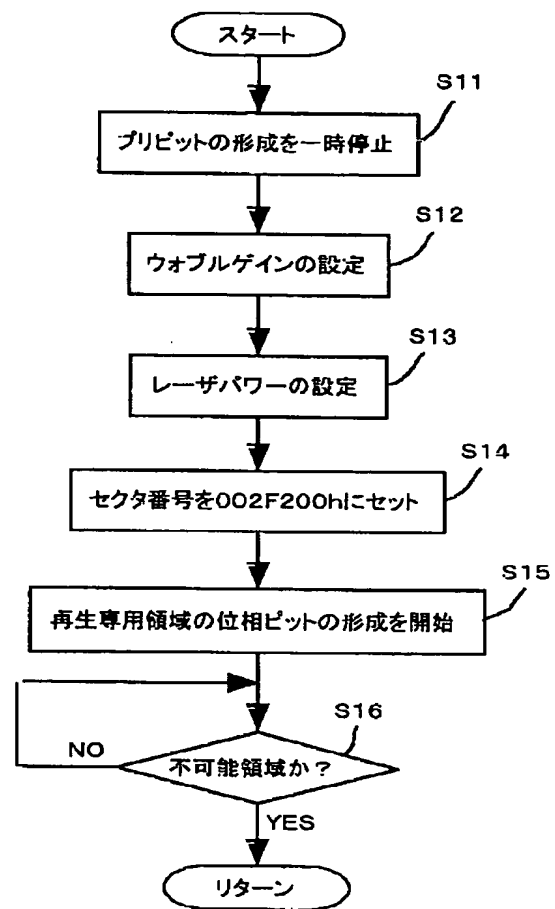 スタート
S11
プリピットの形成を一時停止
S12
ウォブルゲインの設定
S13
レーザパワーの設定
S14
セクタ番号を002F200hにセット
S15
再生専用領域の位相ピットの形成を開始
S16
NO
不可能領域か？
YES
リターン